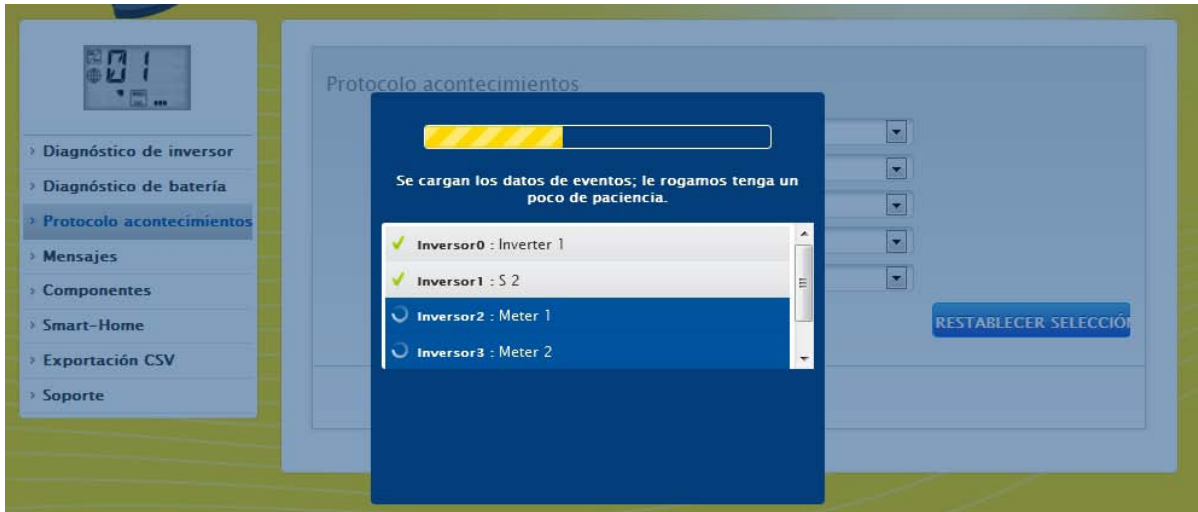 01
Diagnóstico de inversor
Diagnóstico de batería
Protocolo acontecimientos
Mensajes
Componentes
Smart-Home
Exportación CSV
Soporte
Protocolo acontecimientos
Se cargan los datos de eventos; le rogamos tenga un
poco de paciencia.
Inversor0 : Inverter 1
Inversor1 : S 2
Inversor2 : Meter 1
Inversor3 : Meter 2
RESTABLECER SELECCIÓN